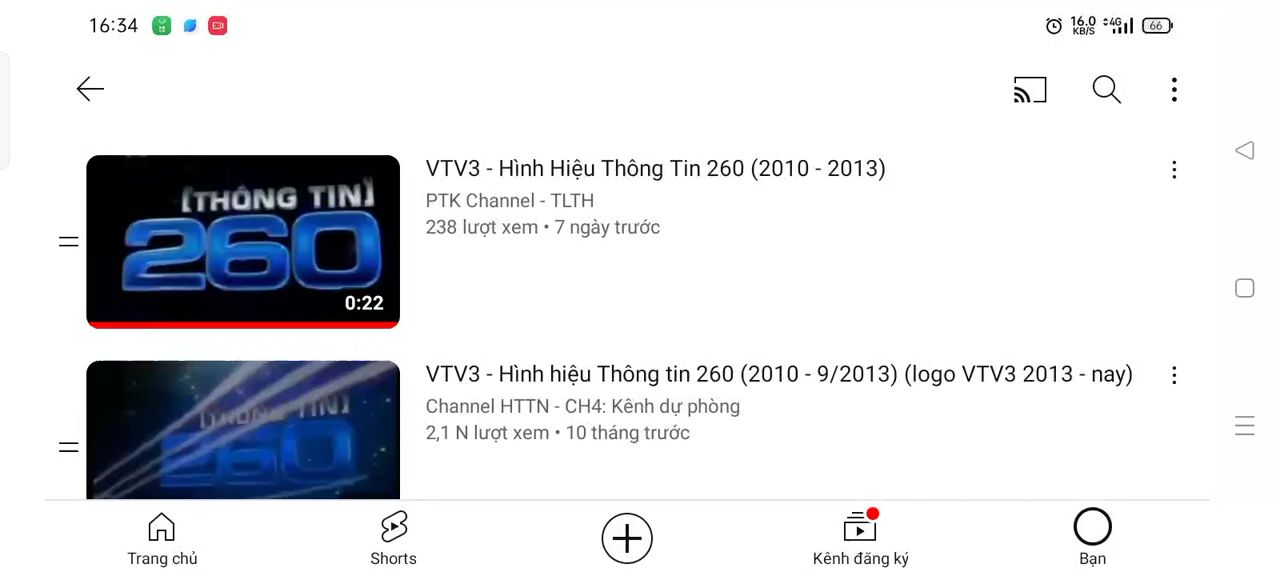 16:34
16.0 KB/S 4G 66
[THÔNG TIN]
260
0:22
VTV3 - Hình Hiệu Thông Tin 260 (2010 - 2013)
PTK Channel - TLTH
238 lượt xem • 7 ngày trước
[THÔNG TIN]
260
VTV3 - Hình hiệu Thông tin 260 (2010 - 9/2013) (logo VTV3 2013 - nay)
Channel HTTN - CH4: Kênh dự phòng
2,1 N lượt xem • 10 tháng trước
Trang chủ
Shorts
Kênh đăng ký
Bạn